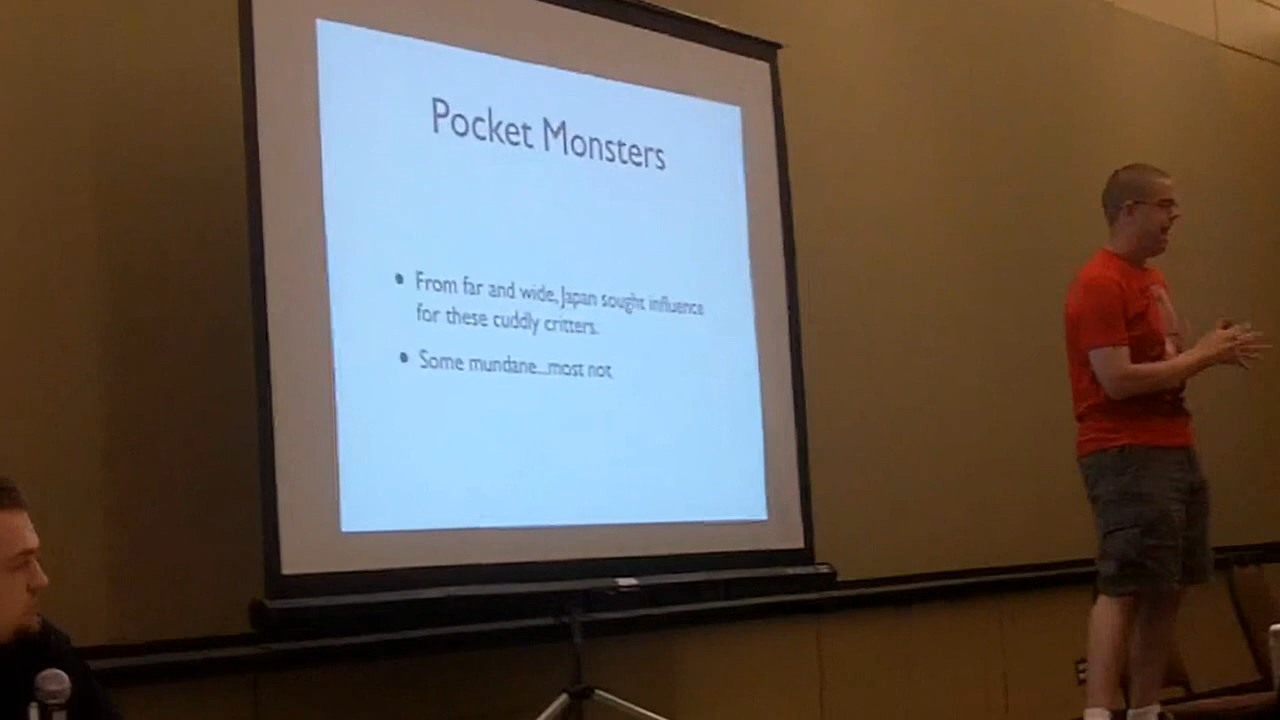 Pocket Monsters
• From far and wide, Japan sought influence
for these cuddly critters.
• Some mundane...most not